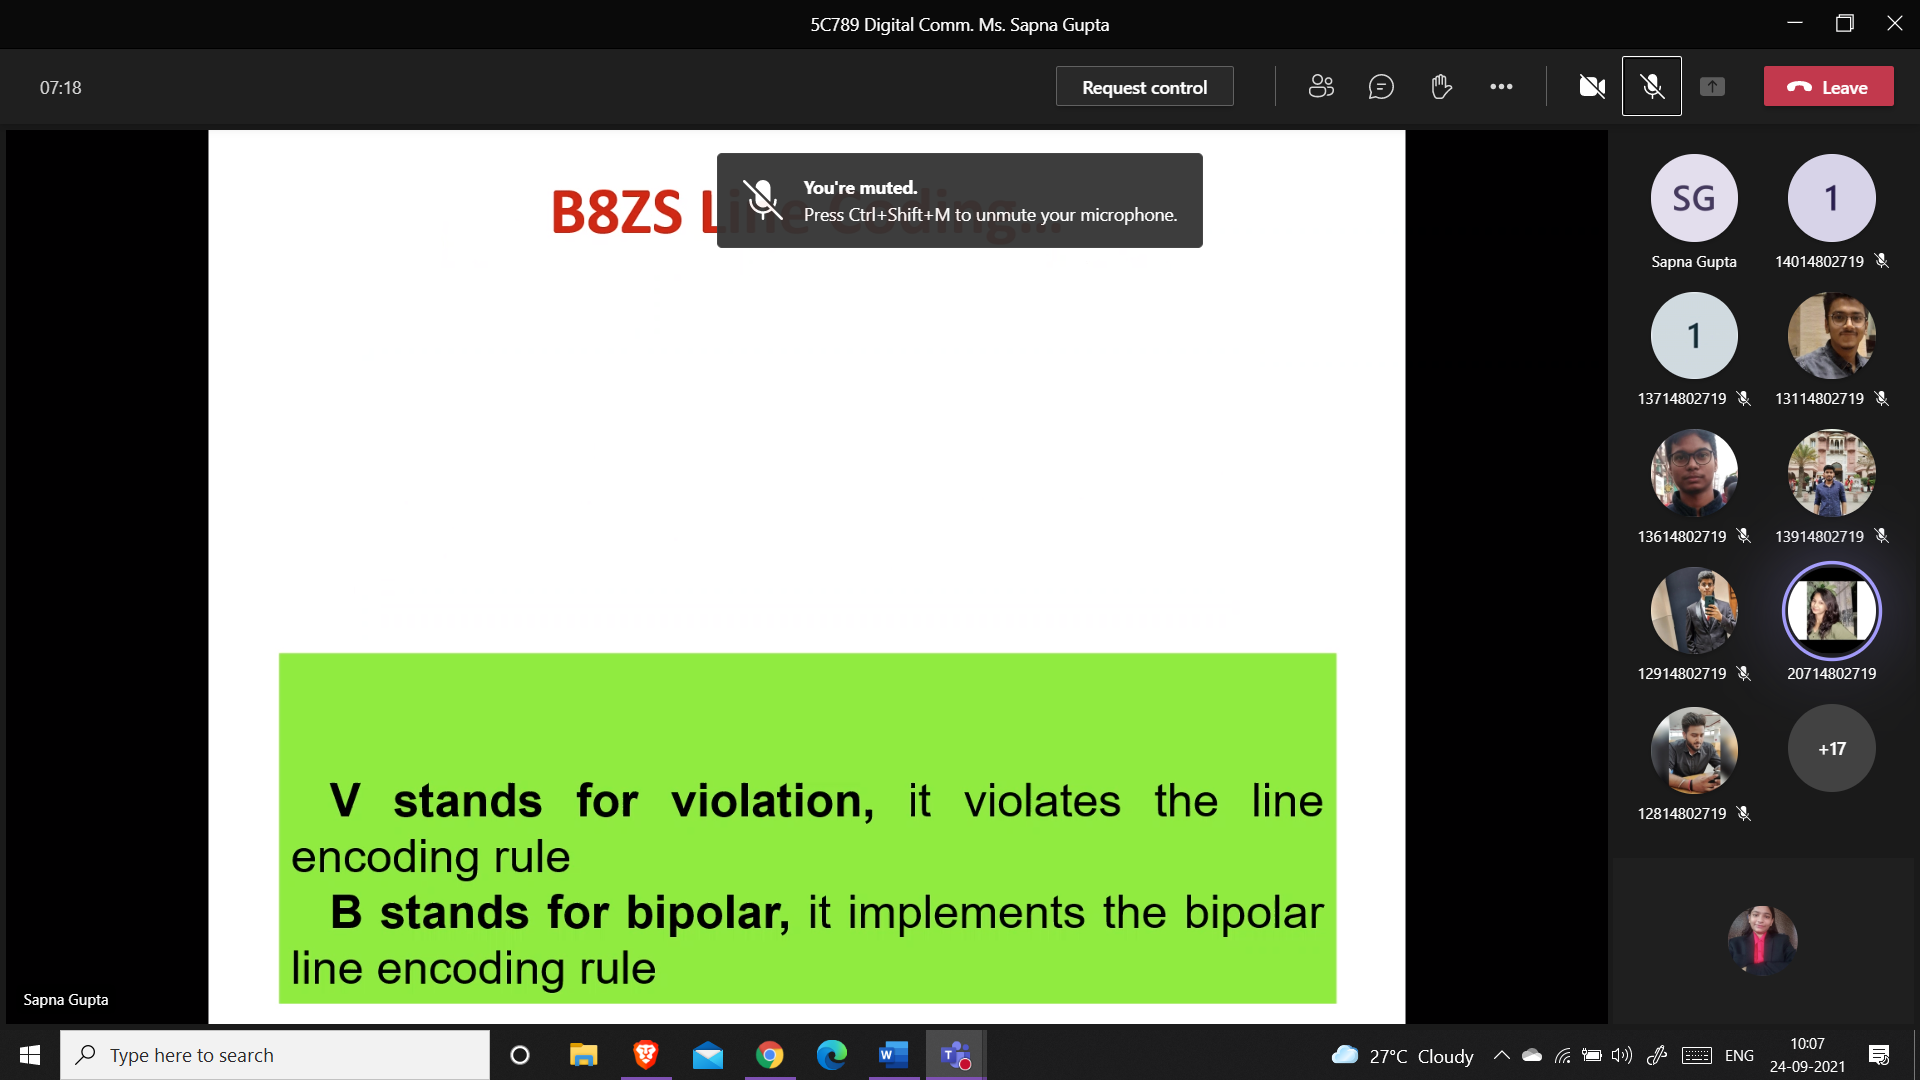 5C789 Digital Comm. Ms. Sapna Gupta
07:18
Request control
Leave
B8ZS Line Coding...
You're muted.
Press Ctrl+Shift+M to unmute your microphone.
V stands for violation, it violates the line
encoding rule
B stands for bipolar, it implements the bipolar
line encoding rule
Sapna Gupta
SG
1
Sapna Gupta
14014802719
1
13714802719
13114802719
13614802719
13914802719
12914802719
20714802719
+17
12814802719
Type here to search
W
27°C Cloudy
ENG
10:07
24-09-2021